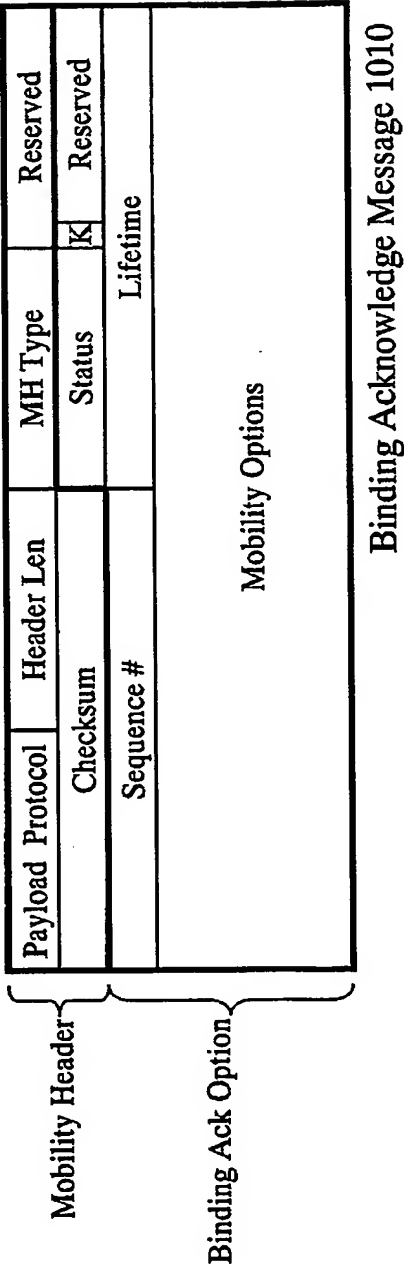 Mobility Header
Payload Protocol Header Len MH Type Reserved
Checksum Status K Reserved
Binding Ack Option
Sequence # Lifetime
Mobility Options
Binding Acknowledge Message 1010